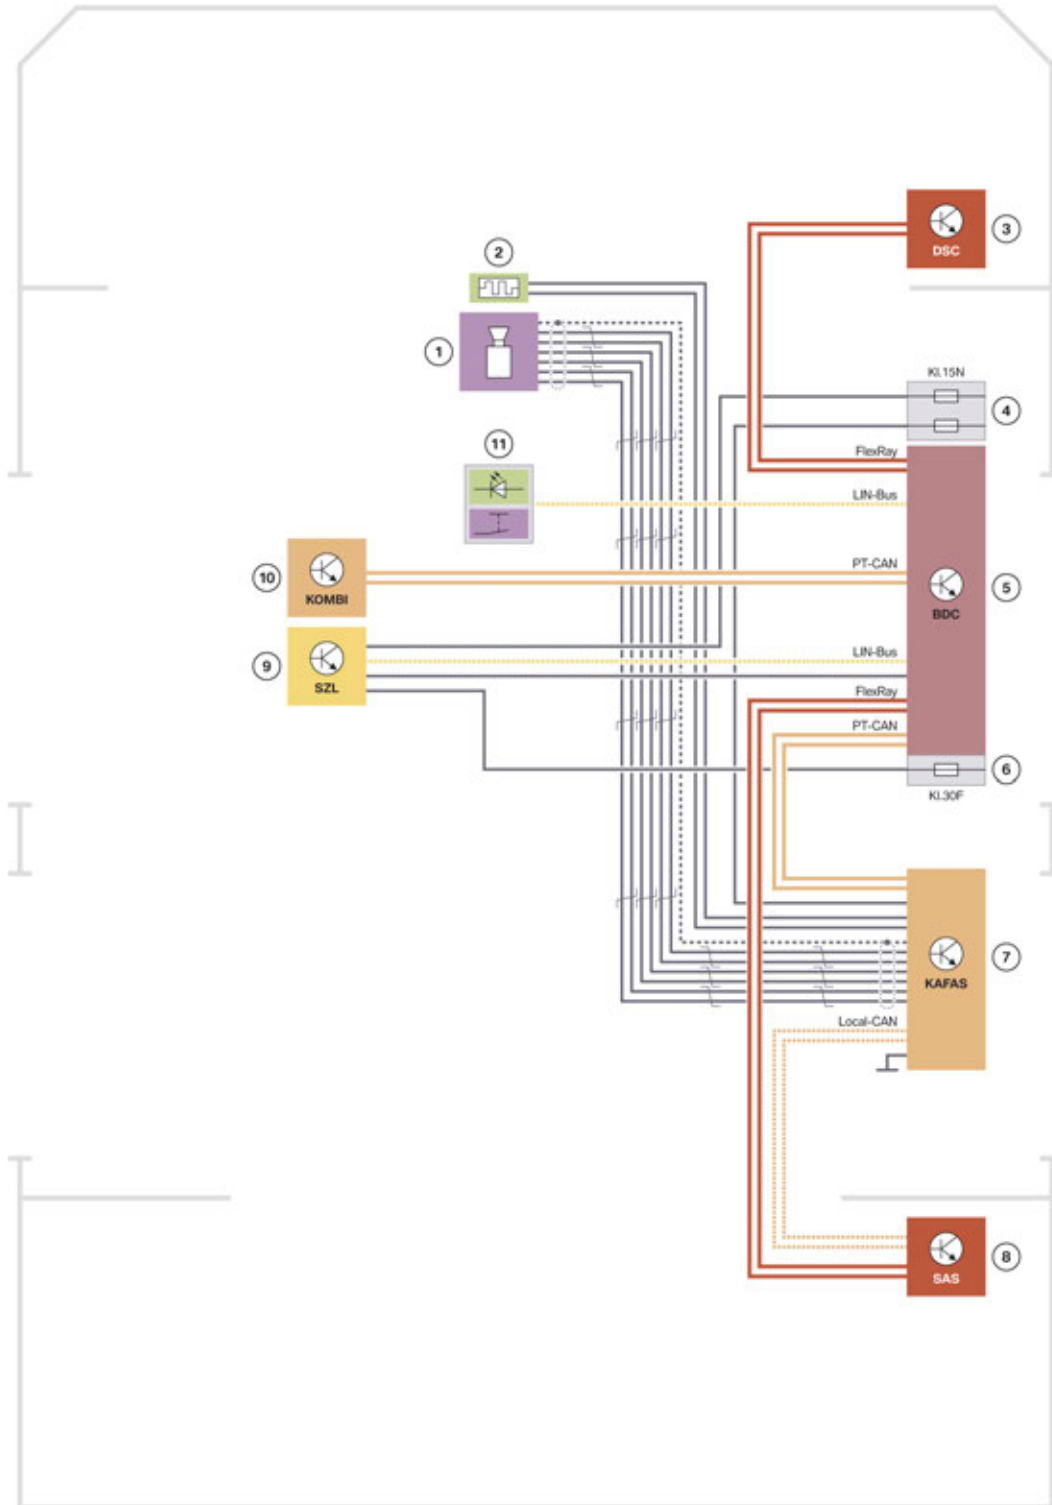 3
DSC
2
1
Kl.15N
4
11
FlexRay
LIN-Bus
PT-CAN
10
KOMBI
5
BDC
9
SZL
LIN-Bus
FlexRay
PT-CAN
6
Kl.30F
7
KAFAS
Local-CAN
8
SAS